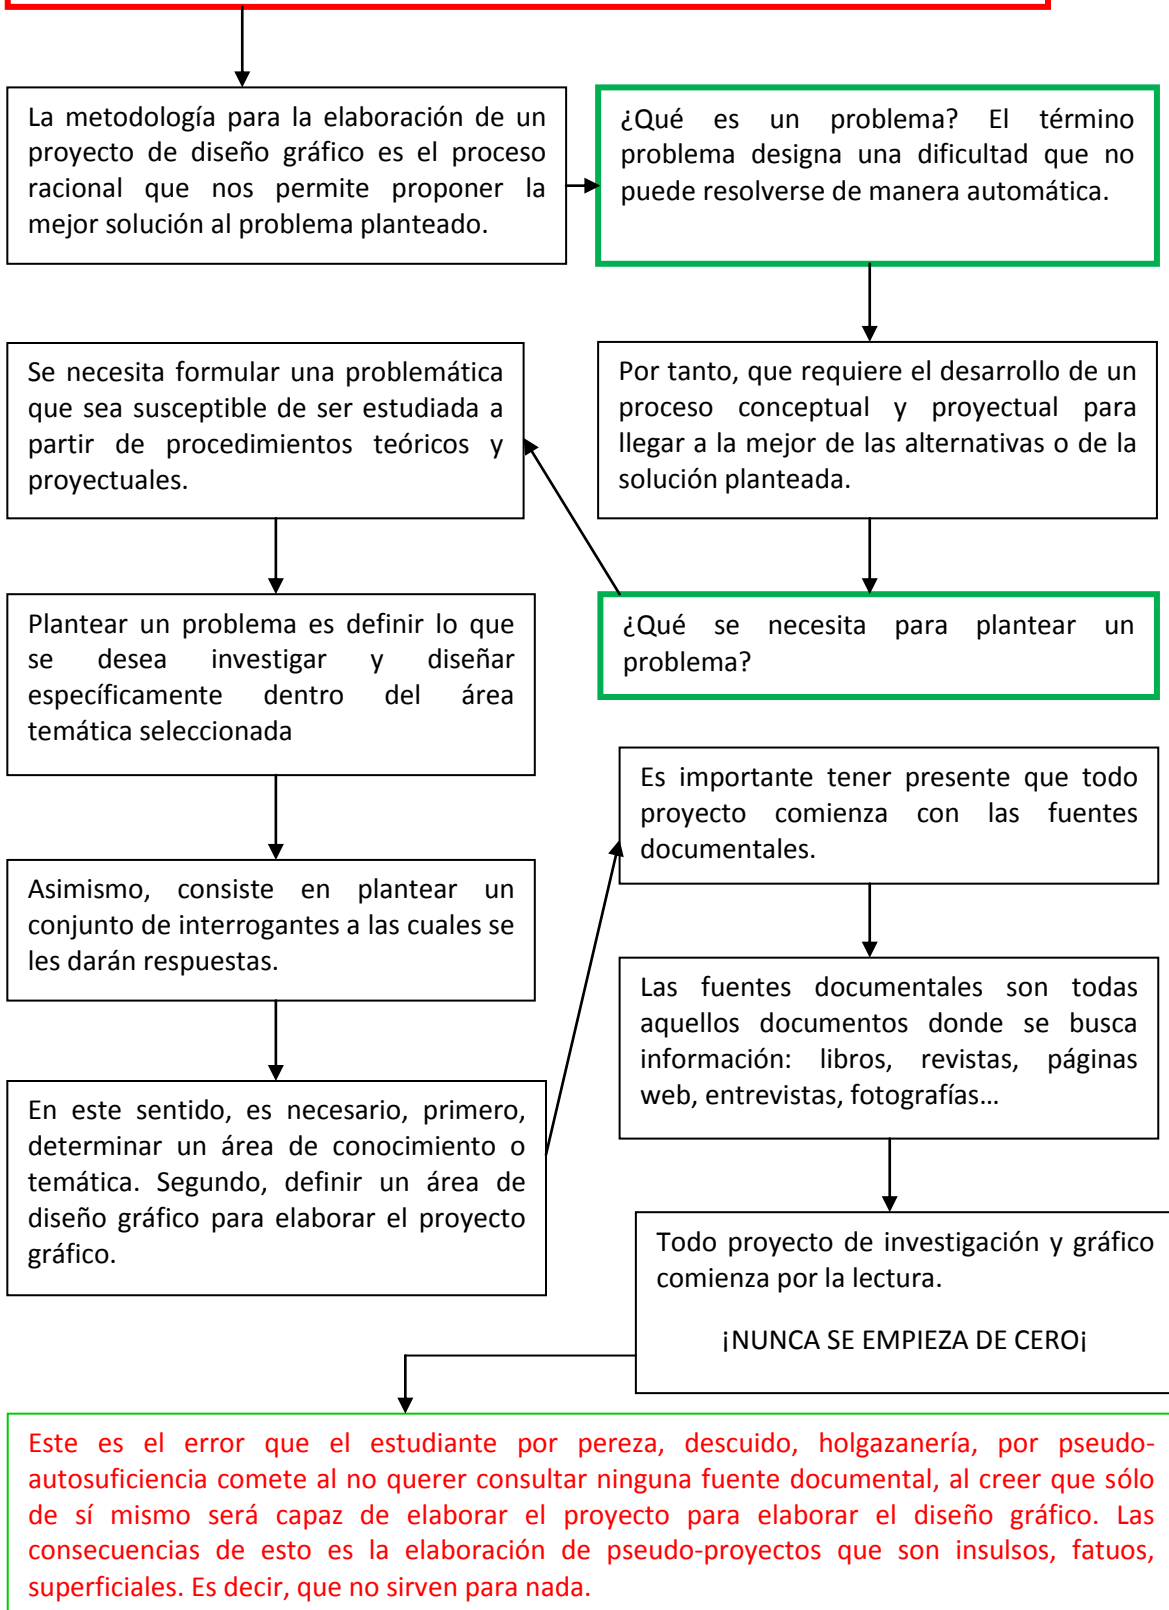 La metodología para la elaboración de un
proyecto de diseño gráfico es el proceso
racional que nos permite proponer la
mejor solución al problema planteado.
¿Qué es un problema? El término
problema designa una dificultad que no
puede resolverse de manera automática.
Por tanto, que requiere el desarrollo de un
proceso conceptual y proyectual para
llegar a la mejor de las alternativas o de la
solución planteada.
¿Qué se necesita para plantear un
problema?
Se necesita formular una problemática
que sea susceptible de ser estudiada a
partir de procedimientos teóricos y
proyectuales.
Plantear un problema es definir lo que
se desea investigar y diseñar
específicamente dentro del área
temática seleccionada
Asimismo, consiste en plantear un
conjunto de interrogantes a las cuales se
les darán respuestas.
En este sentido, es necesario, primero,
determinar un área de conocimiento o
temática. Segundo, definir un área de
diseño gráfico para elaborar el proyecto
gráfico.
Es importante tener presente que todo
proyecto comienza con las fuentes
documentales.
Las fuentes documentales son todas
aquellos documentos donde se busca
información: libros, revistas, páginas
web, entrevistas, fotografías…
Todo proyecto de investigación y gráfico
comienza por la lectura.
¡NUNCA SE EMPIEZA DE CERO¡
Este es el error que el estudiante por pereza, descuido, holgazanería, por pseudo-
autosuficiencia comete al no querer consultar ninguna fuente documental, al creer que sólo
de sí mismo será capaz de elaborar el proyecto para elaborar el diseño gráfico. Las
consecuencias de esto es la elaboración de pseudo-proyectos que son insulsos, fatuos,
superficiales. Es decir, que no sirven para nada.